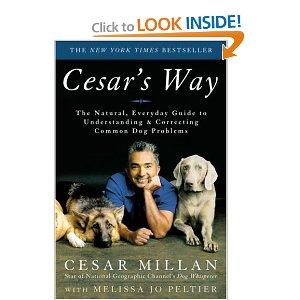 Click to
LOOK INSIDE!
THE NEW YORK TIMES BESTSELLER
Cesar's Way
The Natural, Everyday Guide to
Understanding & Correcting
Common Dog Problems
CESAR MILLAN
Star of National Geographic Channel's Dog Whisperer
WITH MELISSA JO PELTIER